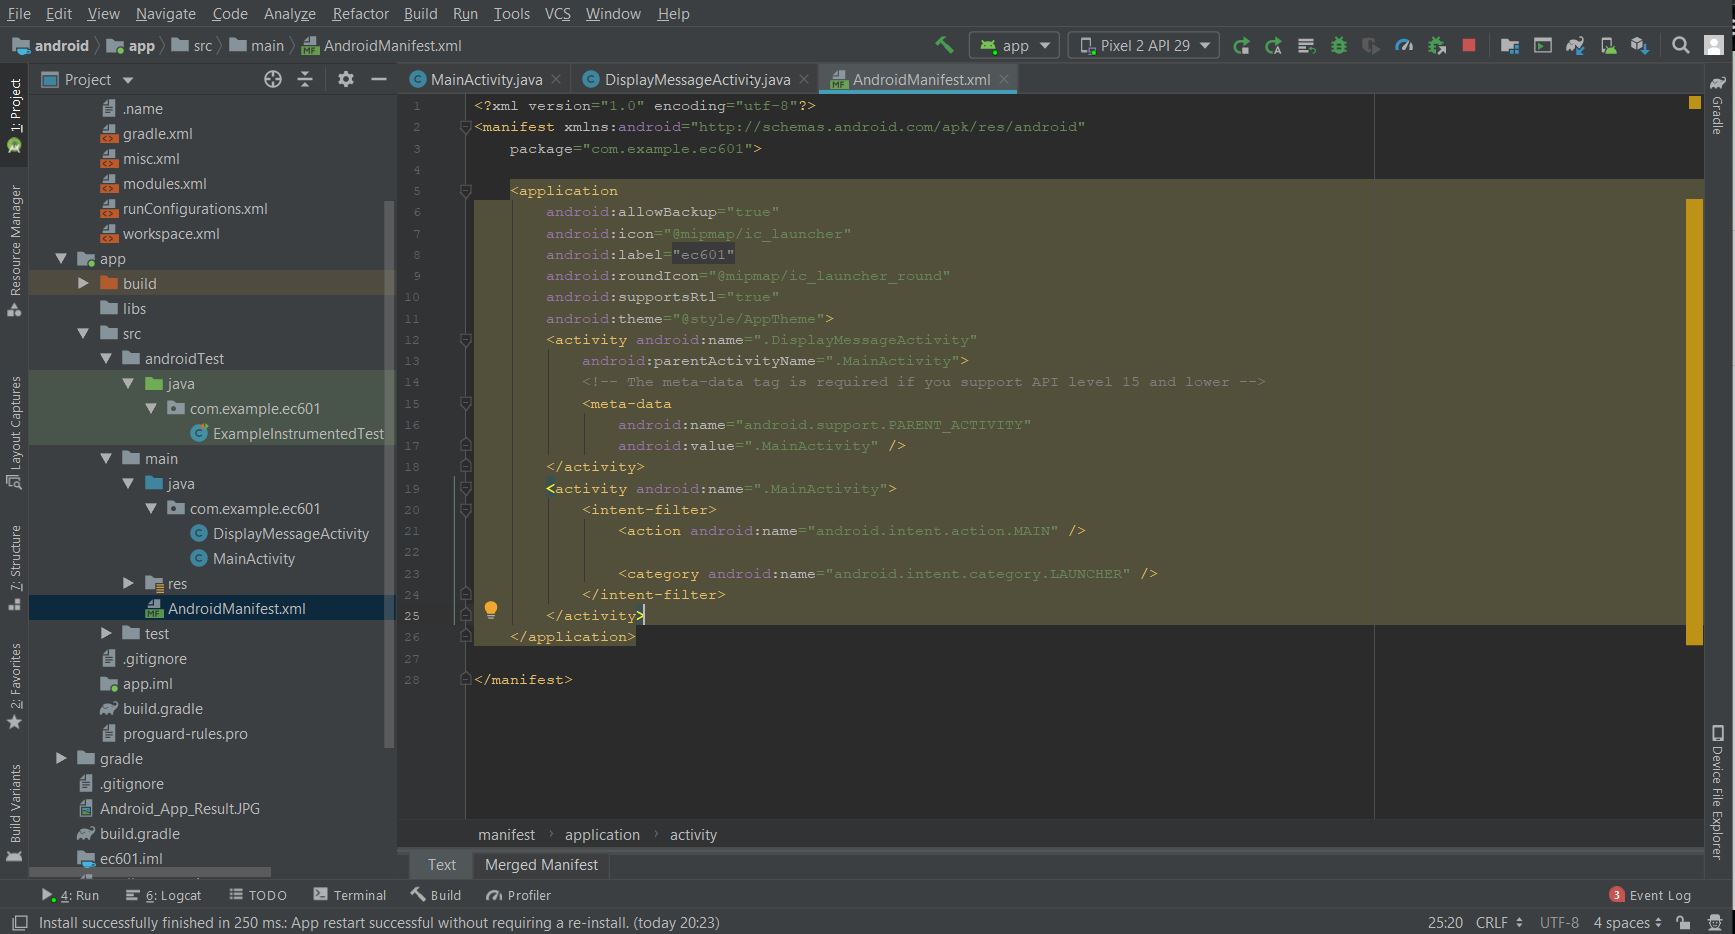 File Edit View Navigate Code Analyze Refactor Build Run Tools VCS Window Help
android app src main AndroidManifest.xml app Pixel 2 API 29
1: Project
Resource Manager
Layout Captures
7: Structure
2: Favorites
Build Variants
Project
.name
gradle.xml
misc.xml
modules.xml
runConfigurations.xml
workspace.xml
app
build
libs
src
androidTest
java
com.example.ec601
ExampleInstrumentedTest
main
java
com.example.ec601
DisplayMessageActivity
MainActivity
res
AndroidManifest.xml
test
.gitignore
app.iml
build.gradle
proguard-rules.pro
gradle
.gitignore
Android_App_Result.JPG
build.gradle
ec601.iml
MainActivity.java DisplayMessageActivity.java AndroidManifest.xml
1 <?xml version="1.0" encoding="utf-8"?>
2 <manifest xmlns:android="http://schemas.android.com/apk/res/android"
3 package="com.example.ec601">
4
5 <application
6 android:allowBackup="true"
7 android:icon="@mipmap/ic_launcher"
8 android:label="ec601"
9 android:roundIcon="@mipmap/ic_launcher_round"
10 android:supportsRtl="true"
11 android:theme="@style/AppTheme">
12 <activity android:name=".DisplayMessageActivity"
13 android:parentActivityName=".MainActivity">
14 <!-- The meta-data tag is required if you support API level 15 and lower -->
15 <meta-data
16 android:name="android.support.PARENT_ACTIVITY"
17 android:value=".MainActivity" />
18 </activity>
19 <activity android:name=".MainActivity">
20 <intent-filter>
21 <action android:name="android.intent.action.MAIN" />
22
23 <category android:name="android.intent.category.LAUNCHER" />
24 </intent-filter>
25 </activity>
26 </application>
27
28 </manifest>
manifest application activity
Text Merged Manifest
Gradle
Device File Explorer
4: Run 6: Logcat TODO Terminal Build Profiler 3 Event Log
Install successfully finished in 250 ms.: App restart successful without requiring a re-install. (today 20:23) 25:20 CRLF UTF-8 4 spaces